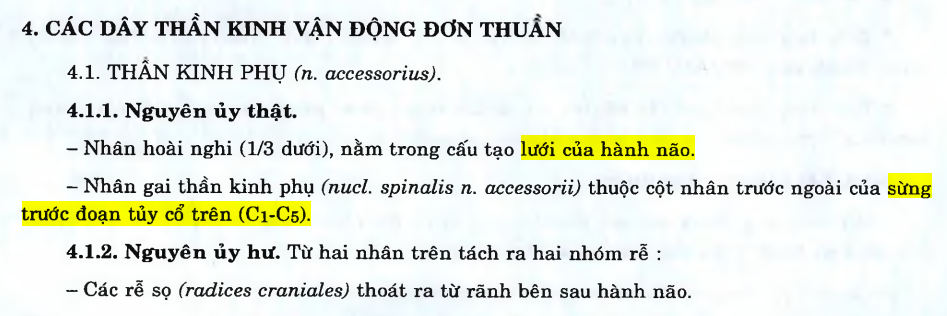 4. CÁC DÂY THẦN KINH VẬN ĐỘNG ĐƠN THUẦN
4.1. THẦN KINH PHỤ (n. accessorius).
4.1.1. Nguyên ủy thật.
– Nhân hoài nghi (1/3 dưới), nằm trong cấu tạo lưới của hành não.
– Nhân gai thần kinh phụ (nucl. spinalis n. accessorii) thuộc cột nhân trước ngoài của sừng
trước đoạn tủy cổ trên (C1-C5).
4.1.2. Nguyên ủy hư. Từ hai nhân trên tách ra hai nhóm rễ :
– Các rễ sọ (radices craniales) thoát ra từ rãnh bên sau hành não.